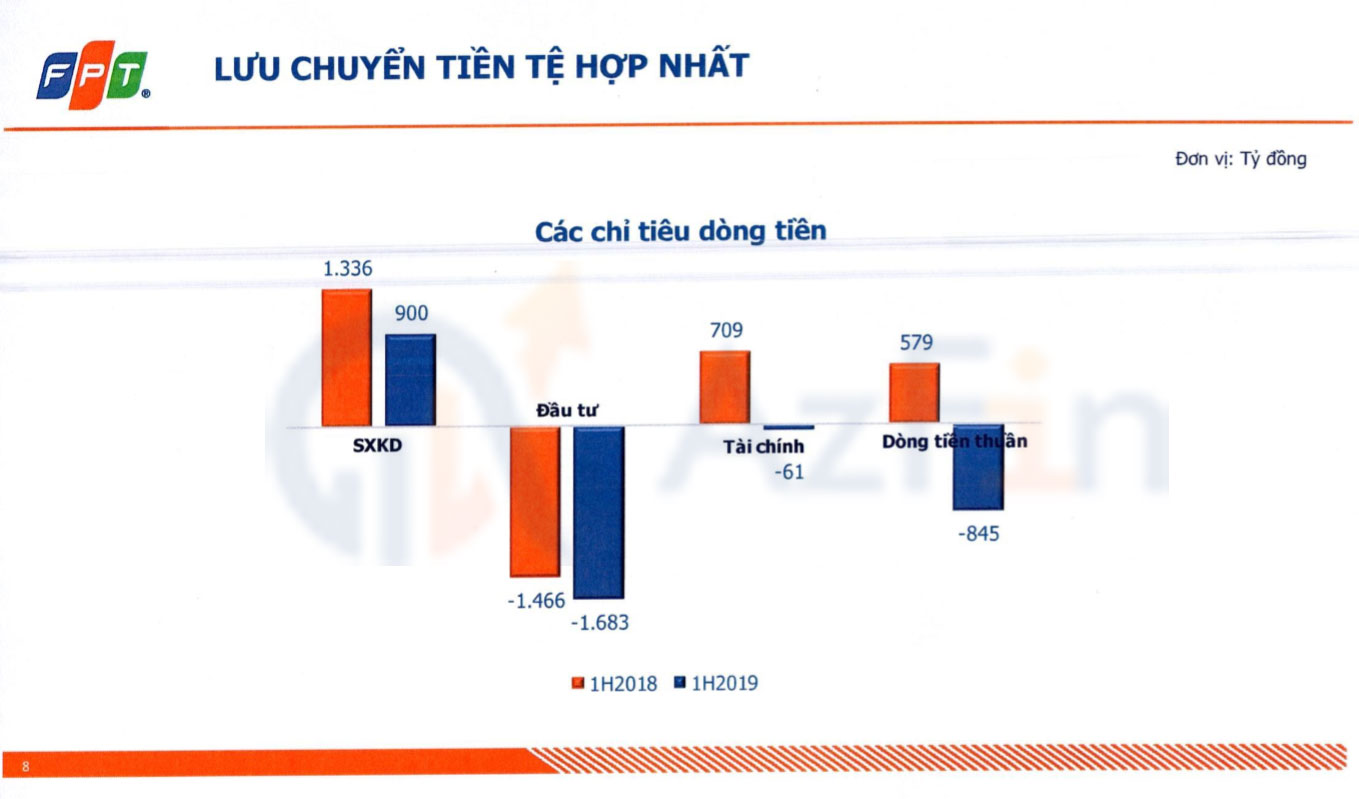 FPT®
LƯU CHUYỂN TIỀN TỆ HỢP NHẤT
Đơn vị: Tỷ đồng
Các chỉ tiêu dòng tiền
1.336
900
709
579
Đầu tư
SXKD
Tài chính
Dòng tiền thuần
-61
-845
-1.466
-1.683
1H2018 1H2019
AzFin
8